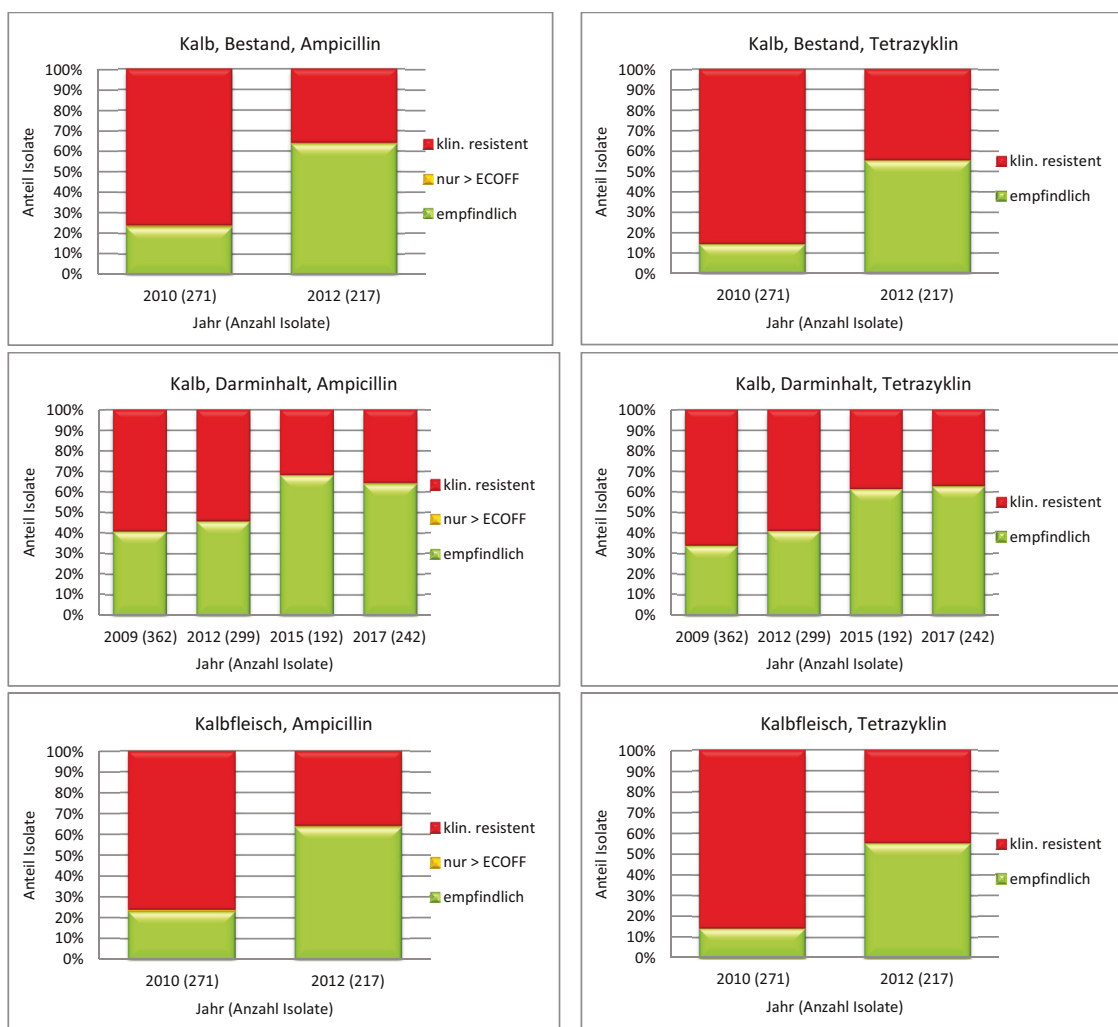 Kalb, Bestand, Ampicillin
100%
90%
80%
70%
60%
50%
40%
30%
20%
10%
0%
Anteil Isolate
2010 (271) 2012 (217)
Jahr (Anzahl Isolate)
klin. resistent
nur > ECOFF
empfindlich
Kalb, Bestand, Tetrazyklin
100%
90%
80%
70%
60%
50%
40%
30%
20%
10%
0%
Anteil Isolate
2010 (271) 2012 (217)
Jahr (Anzahl Isolate)
klin. resistent
empfindlich
Kalb, Darminhalt, Ampicillin
100%
90%
80%
70%
60%
50%
40%
30%
20%
10%
0%
Anteil Isolate
2009 (362) 2012 (299) 2015 (192) 2017 (242)
Jahr (Anzahl Isolate)
klin. resistent
nur > ECOFF
empfindlich
Kalb, Darminhalt, Tetrazyklin
100%
90%
80%
70%
60%
50%
40%
30%
20%
10%
0%
Anteil Isolate
2009 (362) 2012 (299) 2015 (192) 2017 (242)
Jahr (Anzahl Isolate)
klin. resistent
empfindlich
Kalbfleisch, Ampicillin
100%
90%
80%
70%
60%
50%
40%
30%
20%
10%
0%
Anteil Isolate
2010 (271) 2012 (217)
Jahr (Anzahl Isolate)
klin. resistent
nur > ECOFF
empfindlich
Kalbfleisch, Tetrazyklin
100%
90%
80%
70%
60%
50%
40%
30%
20%
10%
0%
Anteil Isolate
2010 (271) 2012 (217)
Jahr (Anzahl Isolate)
klin. resistent
empfindlich